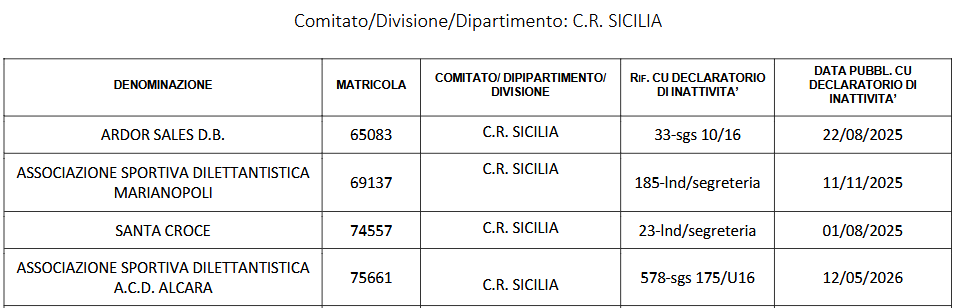 Comitato/Divisione/Dipartimento: C.R. SICILIA
DENOMINAZIONE MATRICOLA COMITATO/ DIPIPARTIMENTO/ DIVISIONE RIF. CU DECLARATORIO DI INATTIVITA’ DATA PUBBL. CU DECLARATORIO DI INATTIVITA’
ARDOR SALES D.B. 65083 C.R. SICILIA 33-sgs 10/16 22/08/2025
ASSOCIAZIONE SPORTIVA DILETTANTISTICA MARIANOPOLI 69137 C.R. SICILIA 185-lnd/segreteria 11/11/2025
SANTA CROCE 74557 C.R. SICILIA 23-lnd/segreteria 01/08/2025
ASSOCIAZIONE SPORTIVA DILETTANTISTICA A.C.D. ALCARA 75661 C.R. SICILIA 578-sgs 175/U16 12/05/2026